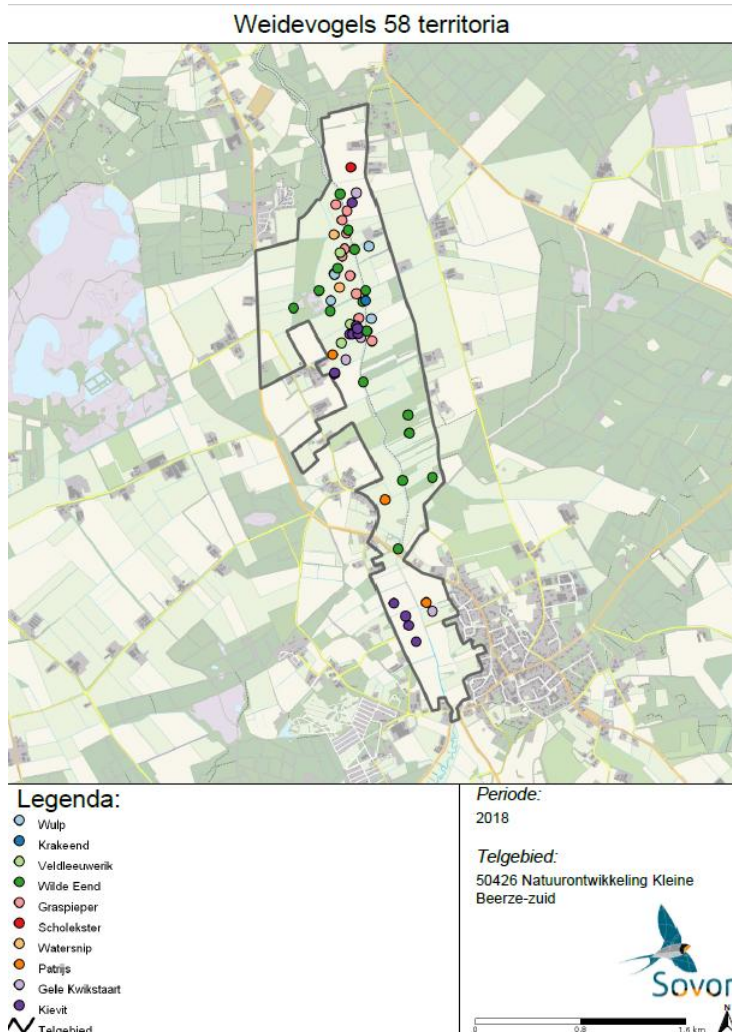 Weidevogels 58 territoria
Legenda:
Wulp
Krakeend
Veldleeuwerik
Wilde Eend
Graspieper
Scholekster
Watersnip
Patrijs
Gele Kwikstaart
Kievit
Telgebied
Periode:
2018
Telgebied:
50426 Natuurontwikkeling Kleine
Beerze-zuid
Sovon
N
0 0.8 1.6 km